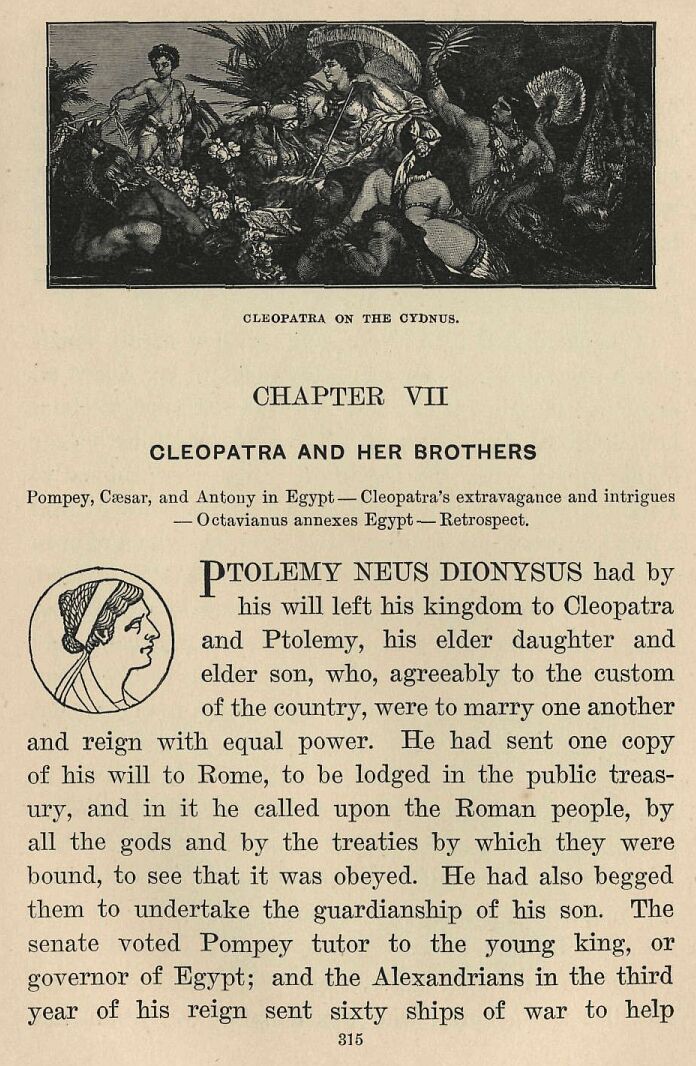 CLEOPATRA ON THE CYDNUS.
CHAPTER VII
CLEOPATRA AND HER BROTHERS
Pompey, Cæsar, and Antony in Egypt — Cleopatra's extravagance and intrigues
— Octavianus annexes Egypt — Retrospect.
PTOLEMY NEUS DIONYSUS had by
his will left his kingdom to Cleopatra
and Ptolemy, his elder daughter and
elder son, who, agreeably to the custom
of the country, were to marry one another
and reign with equal power. He had sent one copy
of his will to Rome, to be lodged in the public treas-
ury, and in it he called upon the Roman people, by
all the gods and by the treaties by which they were
bound, to see that it was obeyed. He had also begged
them to undertake the guardianship of his son. The
senate voted Pompey tutor to the young king, or
governor of Egypt; and the Alexandrians in the third
year of his reign sent sixty ships of war to help
315